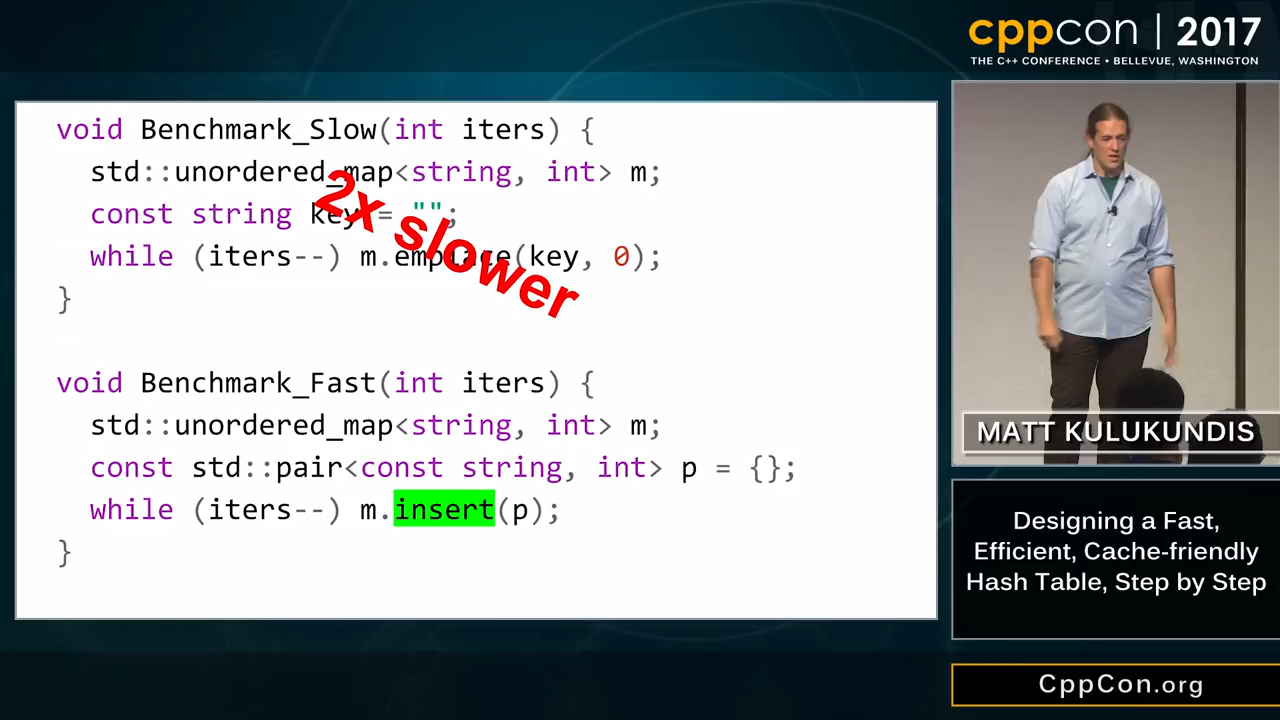 cppcon | 2017
THE C++ CONFERENCE • BELLEVUE, WASHINGTON
void Benchmark_Slow(int iters) {
std::unordered_map<string, int> m;
const string key = "";
while (iters--) m.emplace(key, 0);
}
2x slower
void Benchmark_Fast(int iters) {
std::unordered_map<string, int> m;
const std::pair<const string, int> p = {};
while (iters--) m.insert(p);
}
MATT KULUKUNDIS
Designing a Fast,
Efficient, Cache-friendly
Hash Table, Step by Step
CppCon.org